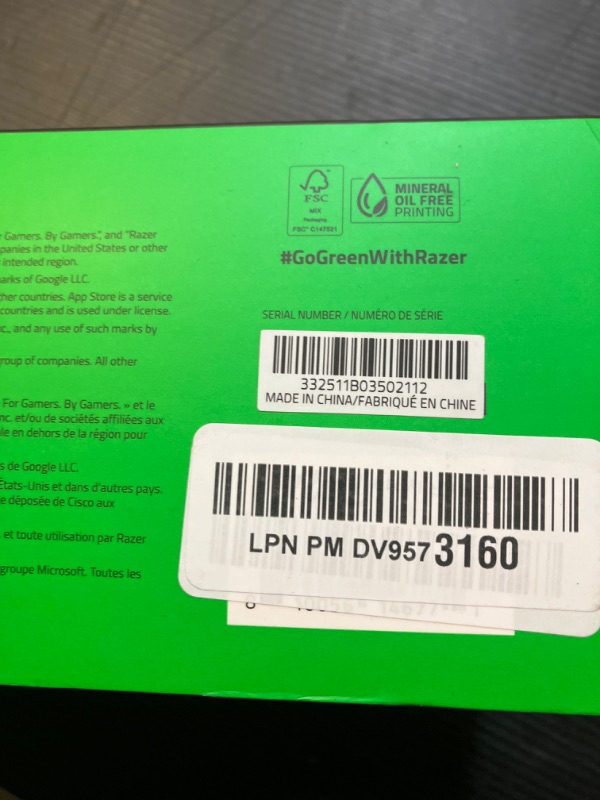 r Gamers. By Gamers.", and "Razer
panies in the United States or other
intended region.
arks of Google LLC.
her countries. App Store is a service
countries and is used under license.
c., and any use of such marks by
roup of companies. All other
For Gamers. By Gamers. » et le
nc. et/ou de sociétés affiliées aux
le en dehors de la région pour
s de Google LLC.
États-Unis et dans d'autres pays.
e déposée de Cisco aux
et toute utilisation par Razer
groupe Microsoft. Toutes les
FSC
MIX
Packaging
FSC® C147521
MINERAL
OIL FREE
PRINTING
#GoGreenWithRazer
SERIAL NUMBER / NUMÉRO DE SÉRIE
332511B03502112
MADE IN CHINA/FABRIQUÉ EN CHINE
LPN PM DV9573160